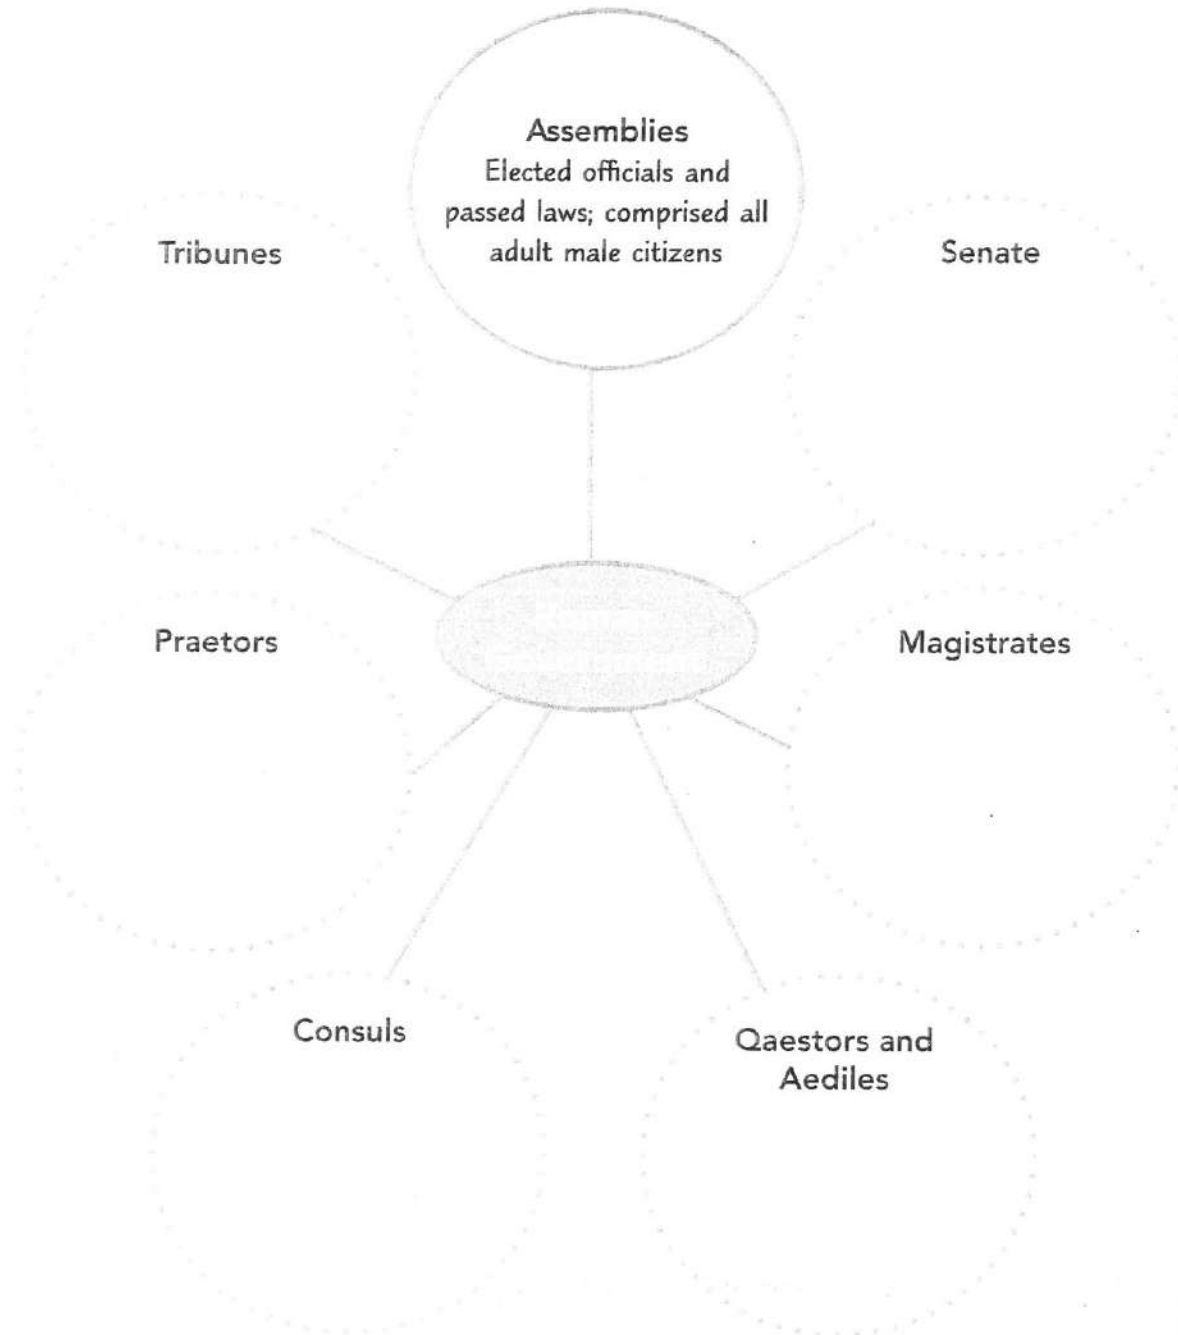 Assemblies
Elected officials and
passed laws; comprised all
adult male citizens
Tribunes
Senate
Praetors
Magistrates
Consuls
Qaestors and
Aediles